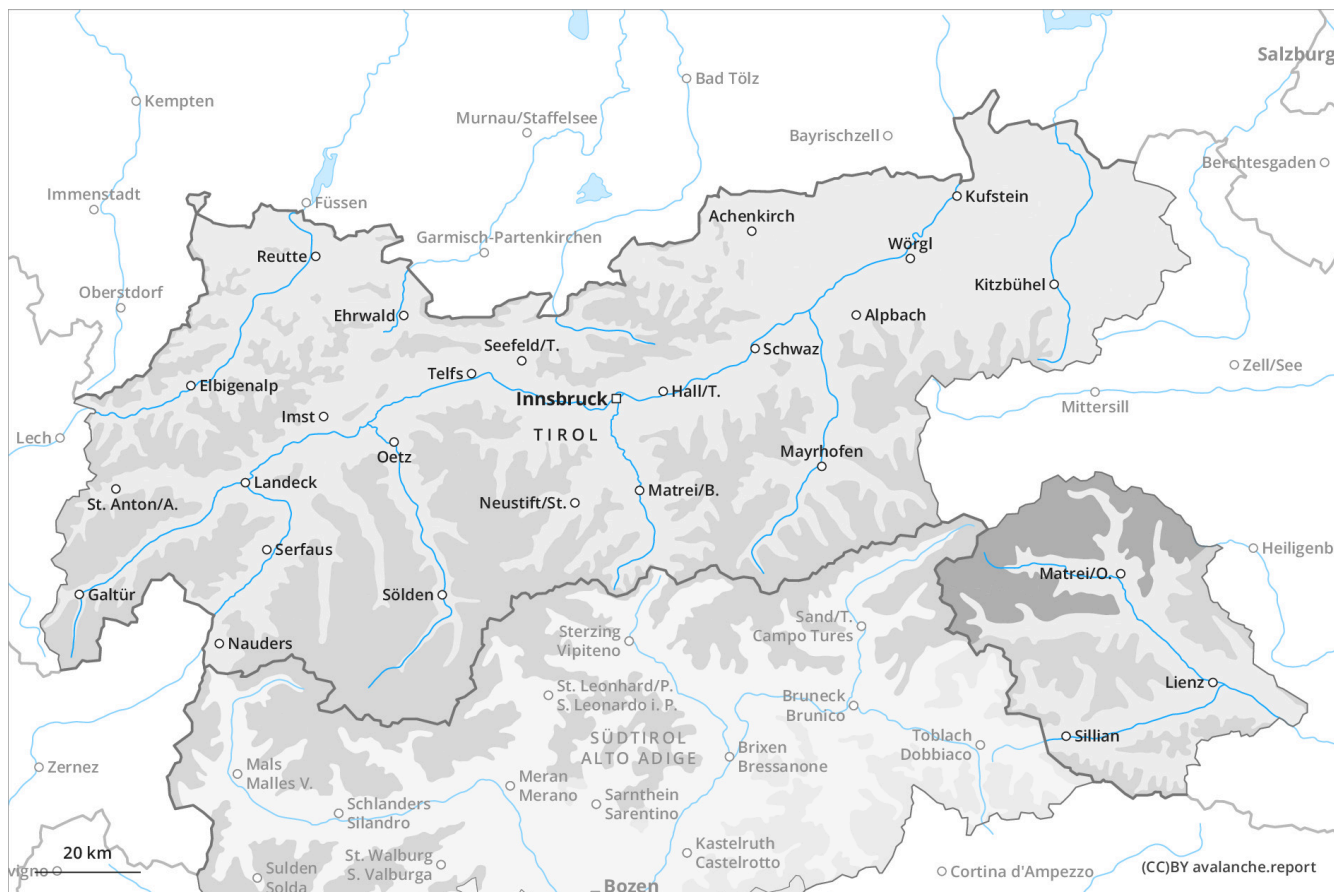 Salzburg
Bad Tölz
Kempten
Murnau/Staffelsee
Bayrischzell
Berchtesgaden
Immenstadt
Füssen
Kufstein
Achenkirch
Garmisch-Partenkirchen
Wörgl
Reutte
Kitzbühel
Oberstdorf
Ehrwald
Alpbach
Seefeld/T.
Schwaz
Zell/See
Telfs
Elbigenalp
Hall/T.
Innsbruck
Mittersill
Imst
Lech
TIROL
Oetz
Mayrhofen
Landeck
Matrei/B.
St. Anton/A.
Neustift/St.
Serfaus
Heiligenb
Matrei/O.
Galtür
Sölden
Sand/T.
Campo Tures
Sterzing
Vipiteno
Nauders
Lienz
St. Leonhard/P.
S. Leonardo i. P.
Bruneck
Brunico
SÜDTIROL
ALTO ADIGE
Toblach
Dobbiaco
Sillian
Brixen
Bressanone
Zernez
Mals
Malles V.
Meran
Merano
Schlanders
Silandro
Sarnthein
Sarentino
Kastelruth
Castelrotto
20 km
St. Walburg
S. Valburga
vigno
Sulden
Solda
Bozen
Cortina d'Ampezzo
(CC)BY avalanche.report